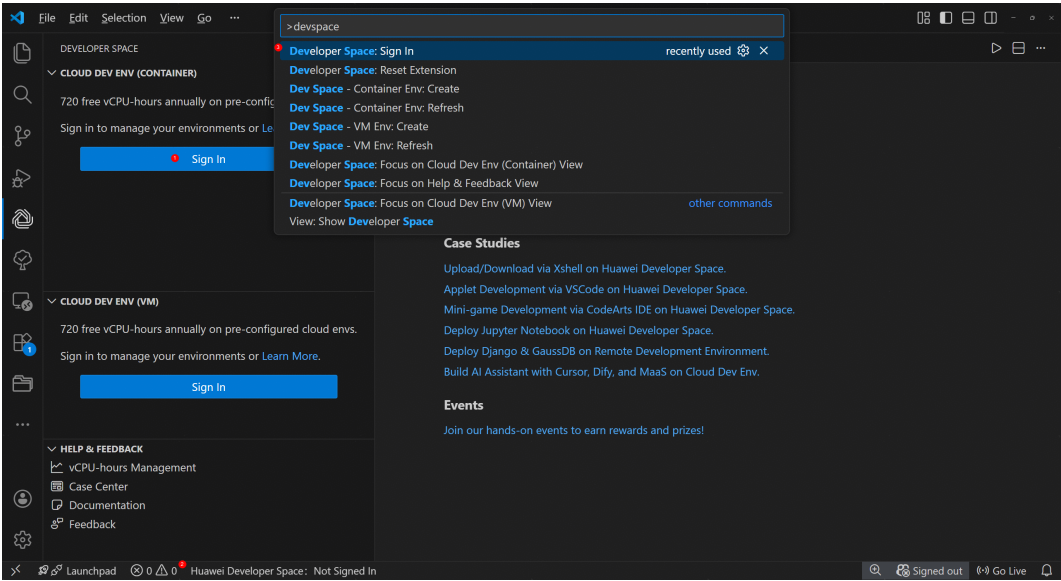 File Edit Selection View Go ···
>devspace
DEVELOPER SPACE
CLOUD DEV ENV (CONTAINER)
720 free vCPU-hours annually on pre-config
Sign in to manage your environments or Le
1 Sign In
3 Developer Space: Sign In recently used
Developer Space: Reset Extension
Dev Space - Container Env: Create
Dev Space - Container Env: Refresh
Dev Space - VM Env: Create
Dev Space - VM Env: Refresh
Developer Space: Focus on Cloud Dev Env (Container) View
Developer Space: Focus on Help & Feedback View
Developer Space: Focus on Cloud Dev Env (VM) View other commands
View: Show Developer Space
Case Studies
Upload/Download via Xshell on Huawei Developer Space.
Applet Development via VSCode on Huawei Developer Space.
Mini-game Development via CodeArts IDE on Huawei Developer Space.
Deploy Jupyter Notebook on Huawei Developer Space.
Deploy Django & GaussDB on Remote Development Environment.
Build AI Assistant with Cursor, Dify, and MaaS on Cloud Dev Env.
Events
Join our hands-on events to earn rewards and prizes!
CLOUD DEV ENV (VM)
720 free vCPU-hours annually on pre-configured cloud envs.
Sign in to manage your environments or Learn More.
Sign In
1
HELP & FEEDBACK
vCPU-hours Management
Case Center
Documentation
Feedback
Launchpad 0 0 2 Huawei Developer Space: Not Signed In
Signed out Go Live